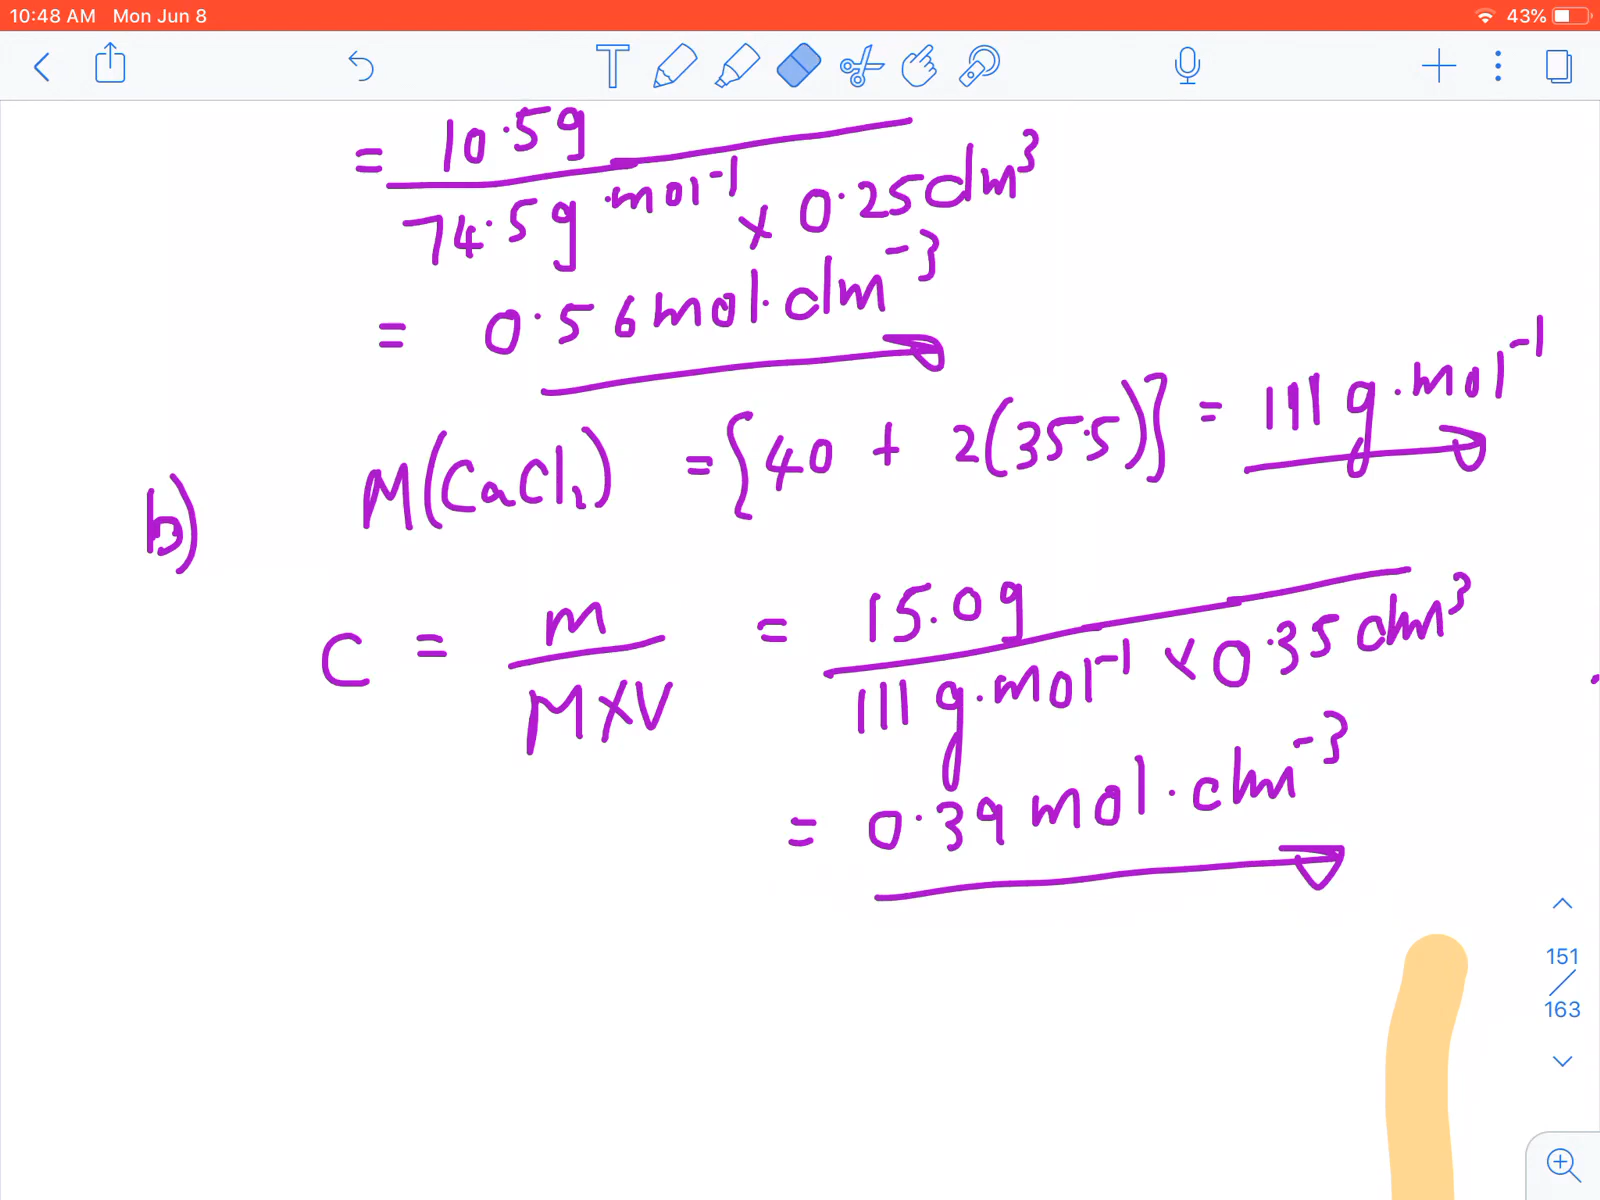 10:48 AM Mon Jun 8 43%
T
= 10.5g
74.5g.mol⁻¹ × 0.25dm³
= 0.56mol.dm⁻³
b) M(CaCl₂) = {40 + 2(35.5)} = 111g.mol⁻¹
C = m = 15.0g
M×V 111g.mol⁻¹ × 0.35dm³
= 0.39mol.dm⁻³
151
163